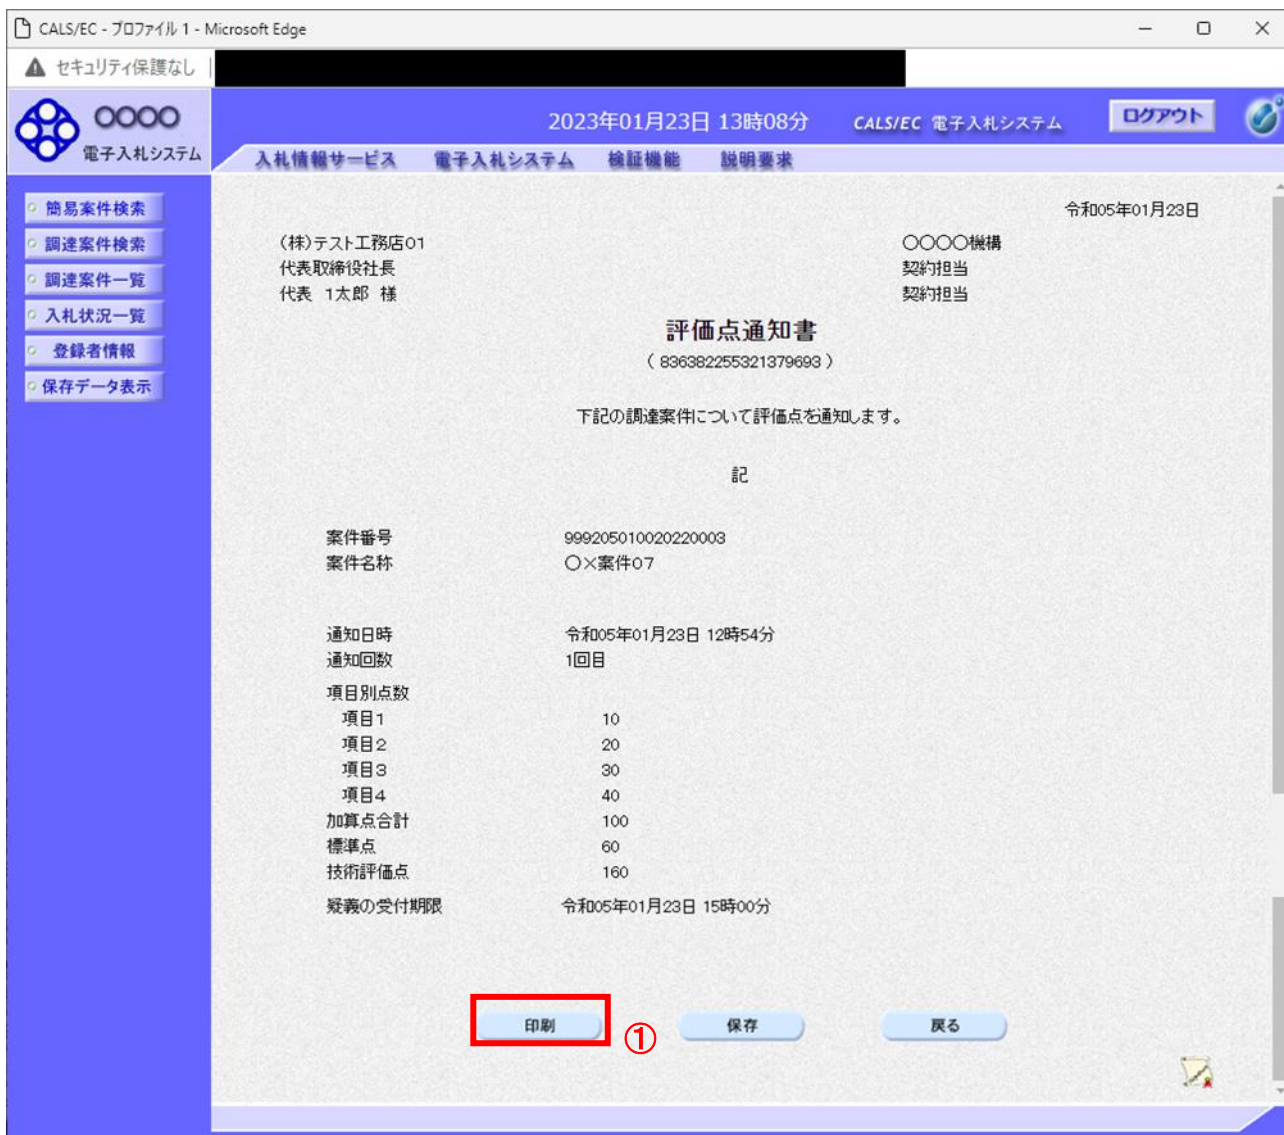 CALS/EC - プロファイル 1 - Microsoft Edge
セキュリティ保護なし
〇〇〇〇
電子入札システム
2023年01月23日 13時08分
CALS/EC 電子入札システム
ログアウト
入札情報サービス 電子入札システム 検証機能 説明要求
簡易案件検索
調達案件検索
調達案件一覧
入札状況一覧
登録者情報
保存データ表示
令和05年01月23日
(株)テスト工務店01
代表取締役社長
代表 1太郎 様
〇〇〇〇機構
契約担当
契約担当
評価点通知書
( 836382255321379693 )
下記の調達案件について評価点を通知します。
記
案件番号 999205010020220003
案件名称 〇×案件07
通知日時 令和05年01月23日 12時54分
通知回数 1回目
項目別点数
項目1 10
項目2 20
項目3 30
項目4 40
加算点合計 100
標準点 60
技術評価点 160
疑義の受付期限 令和05年01月23日 15時00分
印刷 ① 保存 戻る